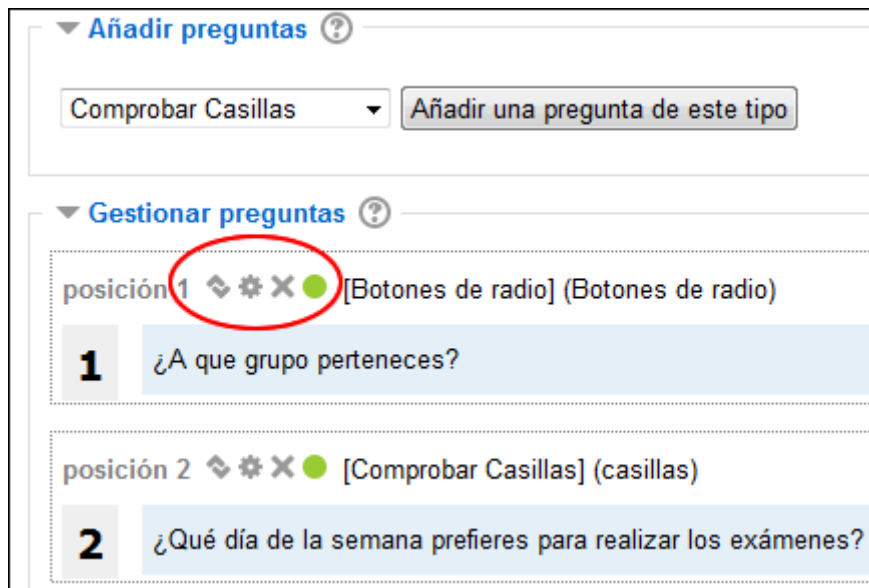 Añadir preguntas ?
Comprobar Casillas Añadir una pregunta de este tipo
Gestionar preguntas ?
posición 1 [Botones de radio] (Botones de radio)
1 ¿A que grupo perteneces?
posición 2 [Comprobar Casillas] (casillas)
2 ¿Qué día de la semana prefieres para realizar los exámenes?